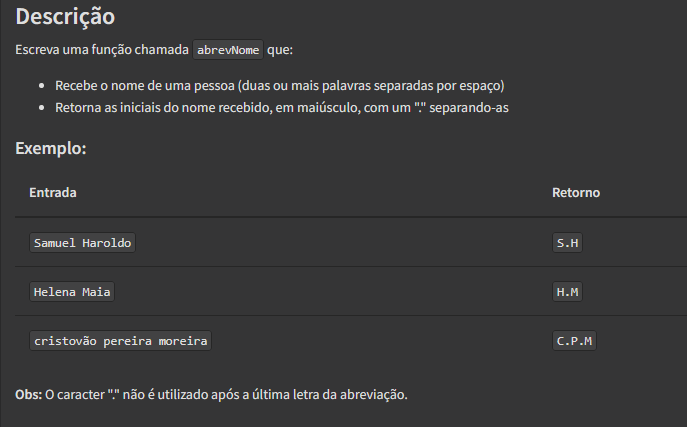 Descrição
Escreva uma função chamada abrevNome que:
• Recebe o nome de uma pessoa (duas ou mais palavras separadas por espaço)
• Retorna as iniciais do nome recebido, em maiúsculo, com um "." separando-as
Exemplo:
Entrada Retorno
Samuel Haroldo S.H
Helena Maia H.M
cristovão pereira moreira C.P.M
Obs: O caracter "." não é utilizado após a última letra da abreviação.